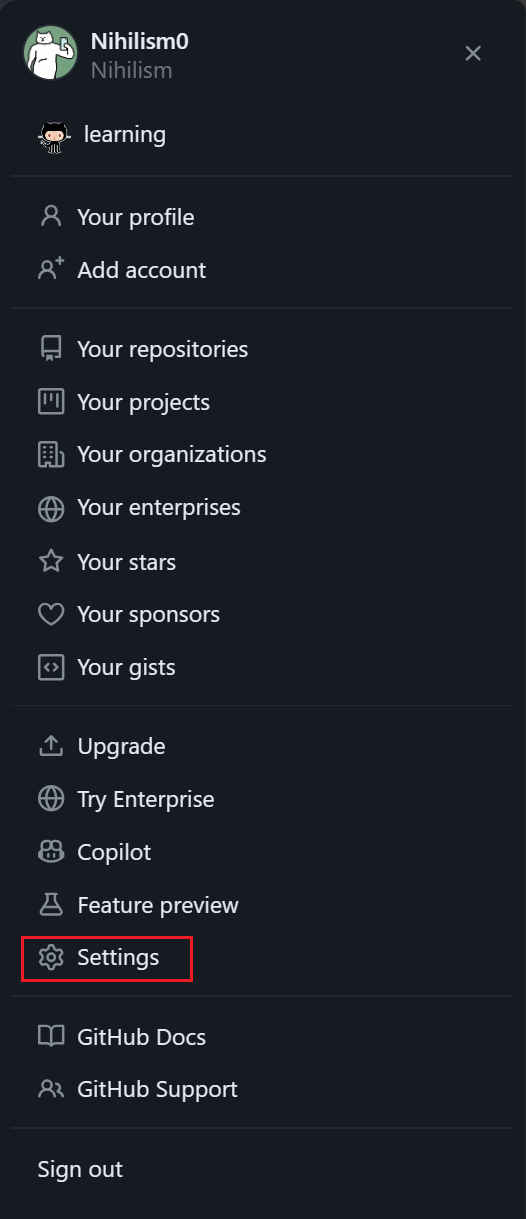 Nihilism0
Nihilism
learning
Your profile
Add account
Your repositories
Your projects
Your organizations
Your enterprises
Your stars
Your sponsors
Your gists
Upgrade
Try Enterprise
Copilot
Feature preview
Settings
GitHub Docs
GitHub Support
Sign out